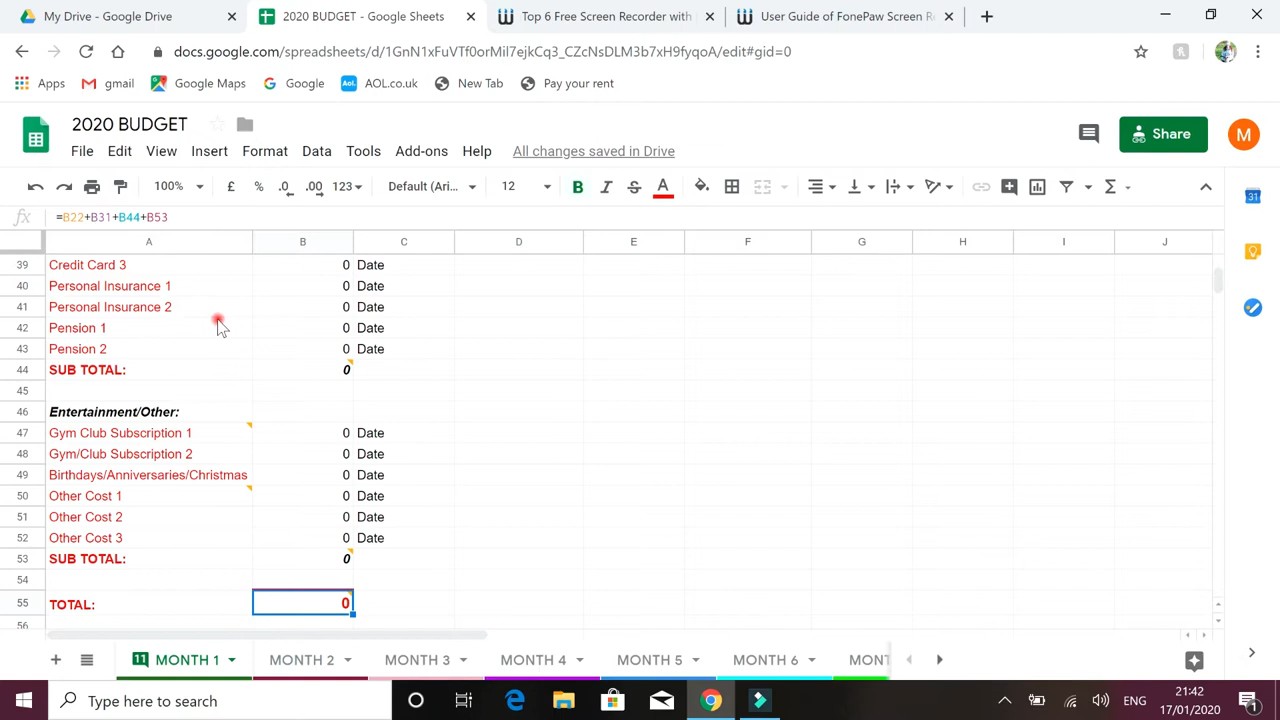 My Drive - Google Drive
2020 BUDGET - Google Sheets
Top 6 Free Screen Recorder with
User Guide of FonePaw Screen R
docs.google.com/spreadsheets/d/1GnN1xFuVTf0orMil7ejkCq3_CZcNsDLM3b7xH9fyqoA/edit#gid=0
Apps
gmail
Google Maps
Google
Aol.
AOL.co.uk
New Tab
Pay your rent
2020 BUDGET
File Edit View Insert Format Data Tools Add-ons Help All changes saved in Drive
Share
M
100% £ % .0 .00 123 Default (Ari... 12 B I S A Σ
31
fx =B22+B31+B44+B53
A B C D E F G H I J
39 Credit Card 3 0 Date
40 Personal Insurance 1 0 Date
41 Personal Insurance 2 0 Date
42 Pension 1 0 Date
43 Pension 2 0 Date
44 SUB TOTAL: 0
45
46 Entertainment/Other:
47 Gym Club Subscription 1 0 Date
48 Gym/Club Subscription 2 0 Date
49 Birthdays/Anniversaries/Christmas 0 Date
50 Other Cost 1 0 Date
51 Other Cost 2 0 Date
52 Other Cost 3 0 Date
53 SUB TOTAL: 0
54
55 TOTAL: 0
56
11 MONTH 1 MONTH 2 MONTH 3 MONTH 4 MONTH 5 MONTH 6 MONT
Type here to search
ENG
21:42
17/01/2020
1